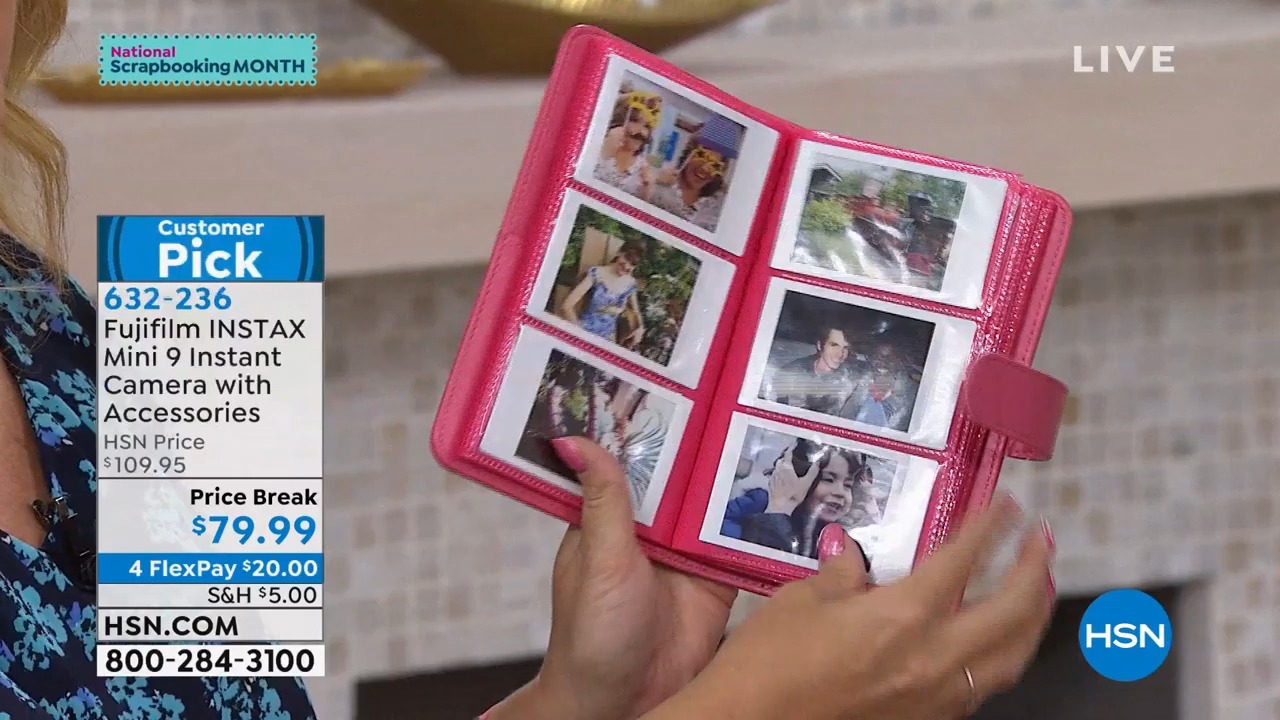 National
Scrapbooking MONTH
LIVE
Customer
Pick
632-236
Fujifilm INSTAX
Mini 9 Instant
Camera with
Accessories
HSN Price
$109.95
Price Break
$79.99
4 FlexPay $20.00
S&H $5.00
HSN.COM
800-284-3100
HSN